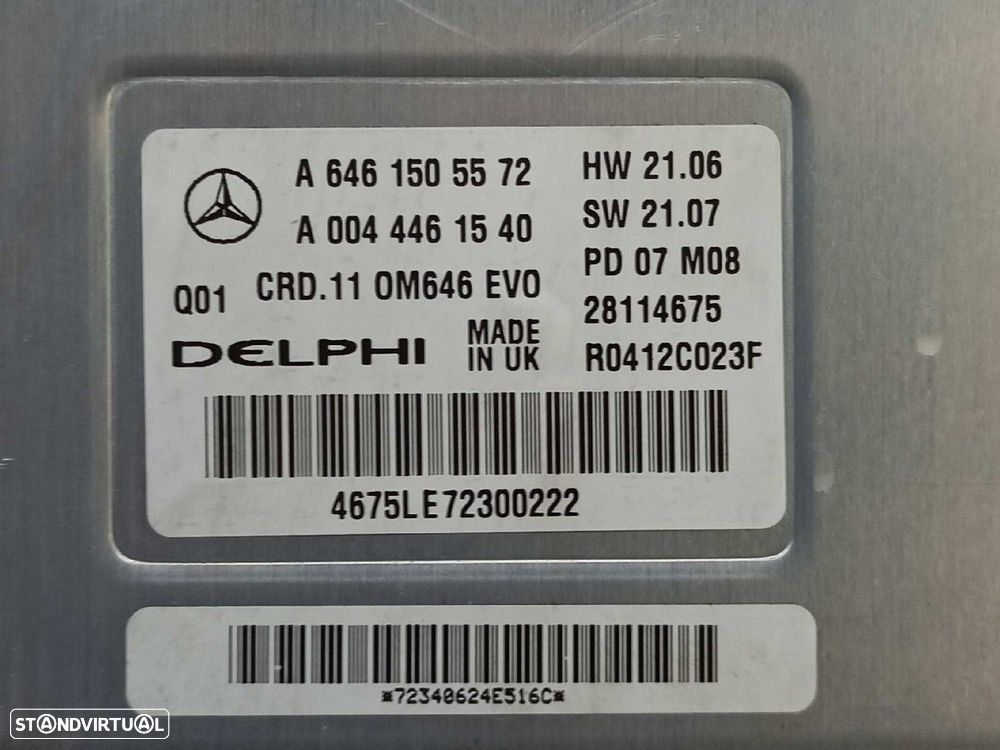 A 646 150 55 72 HW 21.06
A 004 446 15 40 SW 21.07
Q01 CRD.11 OM646 EVO PD 07 M08
28114675
DELPHI MADE IN UK R0412C023F
4675LE72300222
*72340624E516C*
STANDVIRTUAL